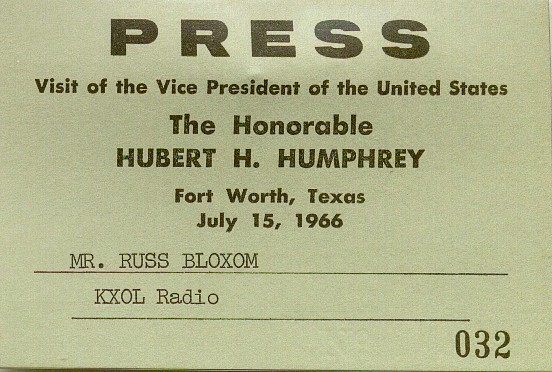 PRESS
Visit of the Vice President of the United States
The Honorable
HUBERT H. HUMPHREY
Fort Worth, Texas
July 15, 1966
MR. RUSS BLOXOM
KXOL Radio
032